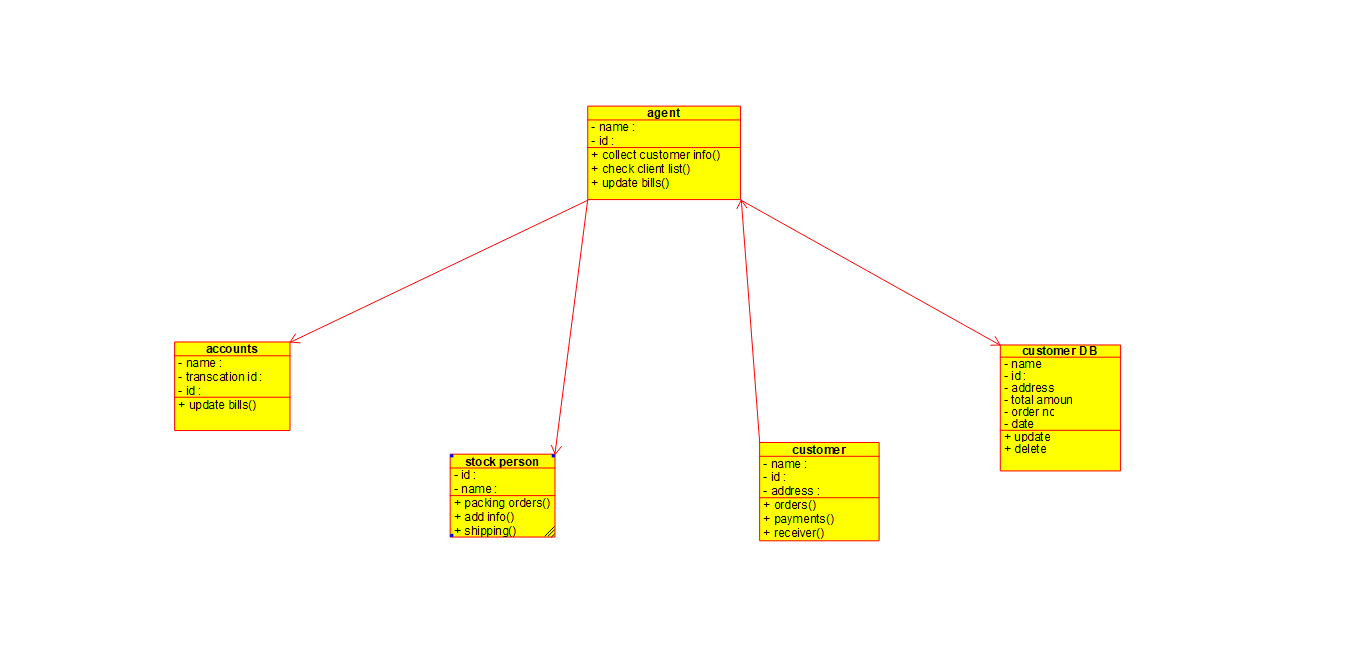 agent
- name :
- id :
+ collect customer info()
+ check client list()
+ update bills()
accounts
- name :
- transcation id :
- id :
+ update bills()
stock person
- id :
- name :
+ packing orders()
+ add info()
+ shipping()
customer
- name :
- id :
- address :
+ orders()
+ payments()
+ receiver()
customer DB
- name
- id :
- address
- total amoun
- order no
- date
+ update
+ delete